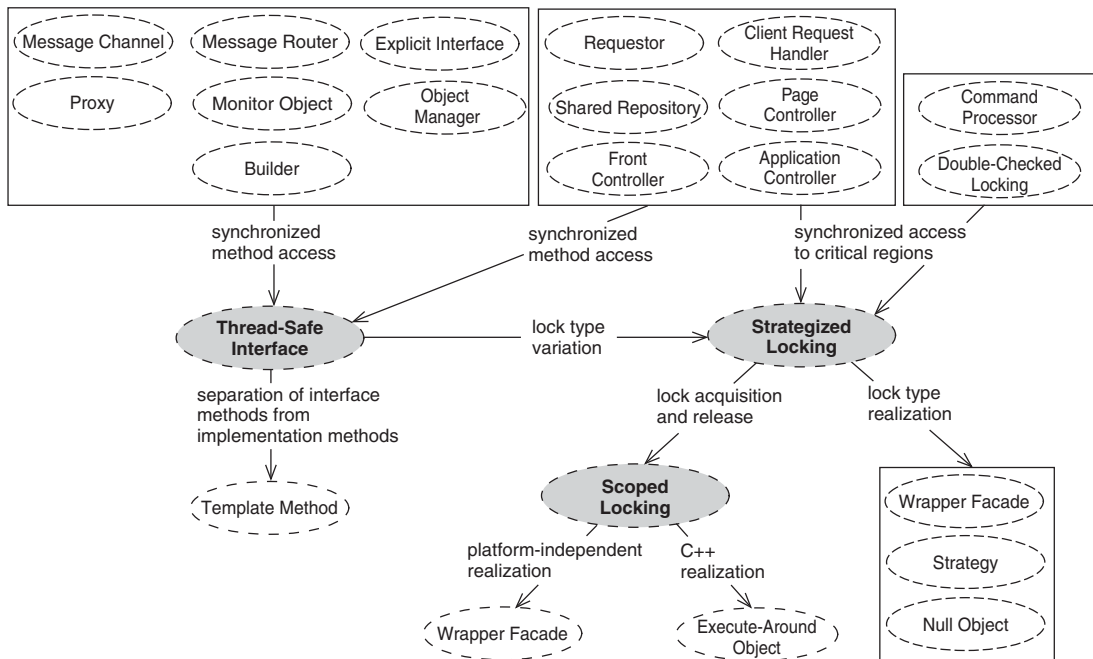 Message Channel
Message Router
Explicit Interface
Proxy
Monitor Object
Object
Manager
Builder
Requestor
Client Request
Handler
Shared Repository
Page
Controller
Front
Controller
Application
Controller
Command
Processor
Double-Checked
Locking
synchronized
method access
synchronized
method access
synchronized access
to critical regions
Thread-Safe
Interface
lock type
variation
Strategized
Locking
separation of interface
methods from
implementation methods
lock acquisition
and release
lock type
realization
Template Method
Scoped
Locking
platform-independent
realization
C++
realization
Wrapper Facade
Execute-Around
Object
Wrapper Facade
Strategy
Null Object